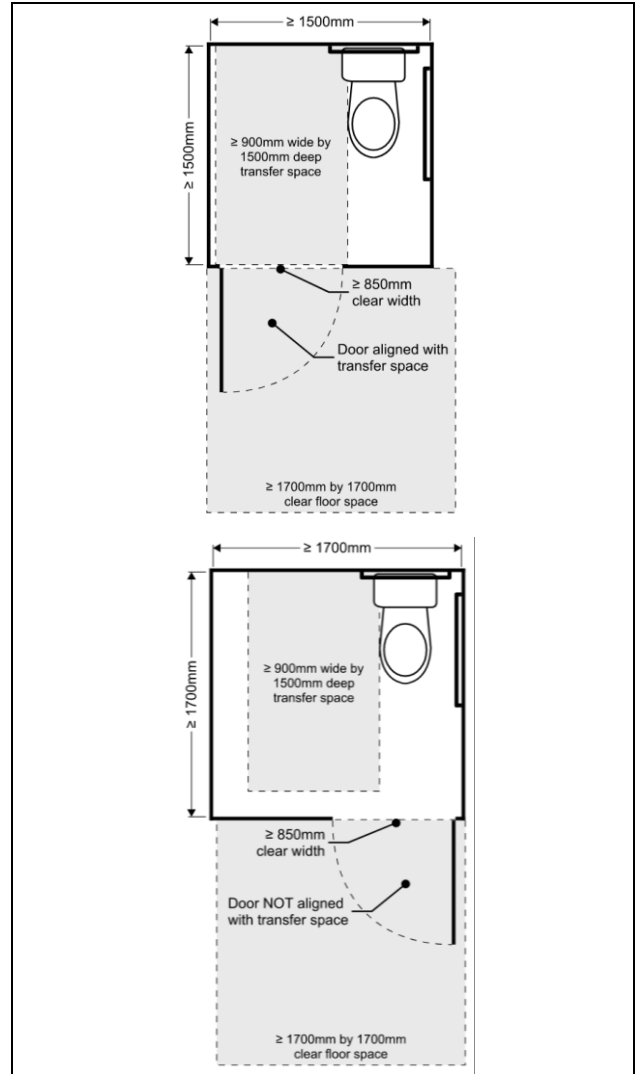 ≥ 1500mm
≥ 1500mm
≥ 900mm wide by
1500mm deep
transfer space
≥ 850mm
clear width
Door aligned with
transfer space
≥ 1700mm by 1700mm
clear floor space
≥ 1700mm
≥ 1700mm
≥ 900mm wide by
1500mm deep
transfer space
≥ 850mm
clear width
Door NOT aligned
with transfer space
≥ 1700mm by 1700mm
clear floor space